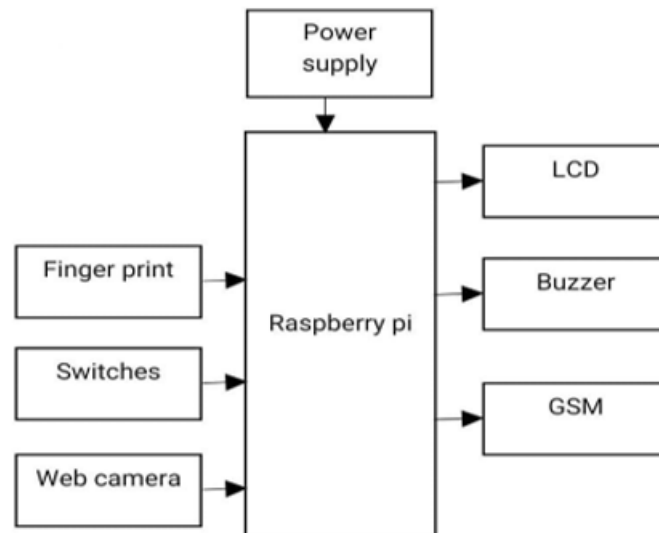 Power
supply
LCD
Finger print
Buzzer
Raspberry pi
Switches
GSM
Web camera